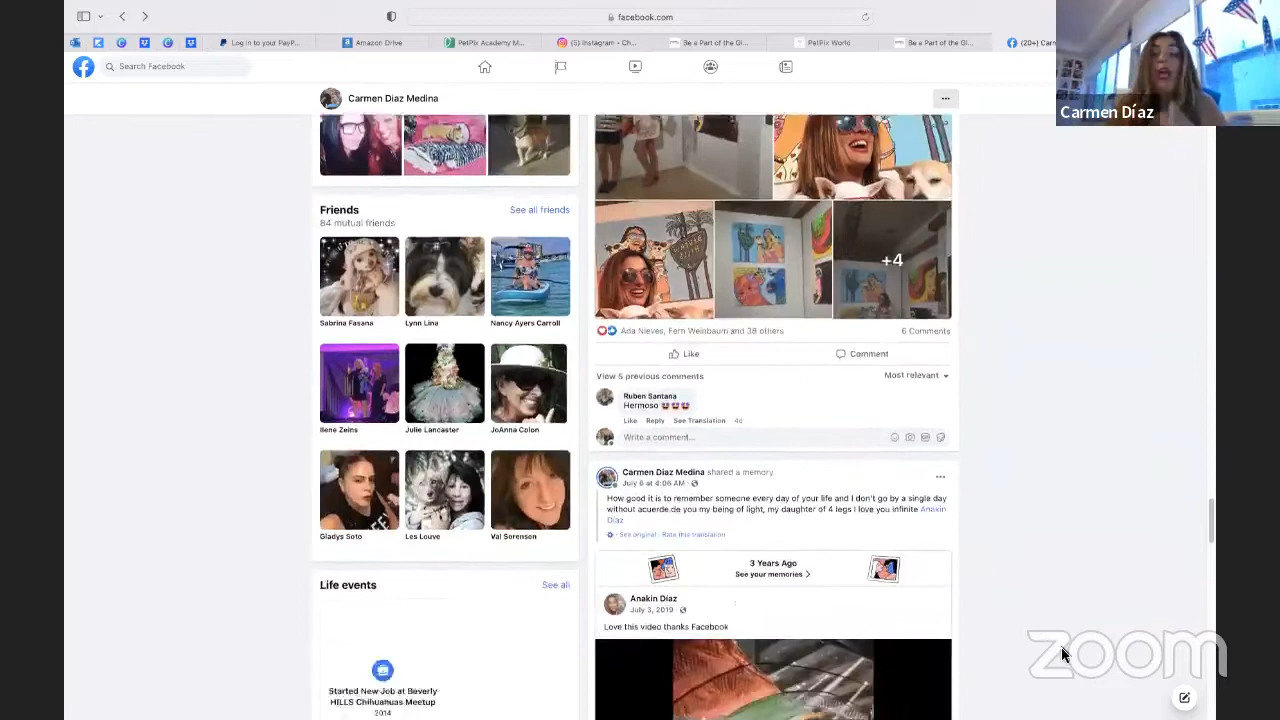 facebook.com
Log in to your PayP...
Amazon Drive
PetPix Academy M...
(5) Instagram • Ch...
Be a Part of the Gl...
PetPix World
Be a Part of the Gl...
(20+) Carm
Search Facebook
Carmen Diaz Medina
Carmen Díaz
Friends
See all friends
84 mutual friends
Sabrina Fasana
Lynn Lina
Nancy Ayers Carroll
Ilene Zeins
Julie Lancaster
JoAnna Colon
Gladys Soto
Les Louve
Val Sorensen
Life events
See all
Started New Job at Beverly
HILLS Chihuahuas Meetup
2014
+4
Ada Nieves, Fern Weinbaum and 38 others
6 Comments
Like
Comment
View 5 previous comments
Most relevant
Ruben Santana
Hermoso 😍😍😍
Like Reply See Translation 4d
Write a comment...
Carmen Diaz Medina shared a memory.
July 6 at 4:06 AM
How good it is to remember someone every day of your life and I don't go by a single day
without acuerde.de you my being of light, my daughter of 4 legs I love you infinite Anakin
Díaz
See original · Rate this translation
3 Years Ago
See your memories
Anakin Díaz
July 3, 2019
Love this video thanks Facebook
zoom